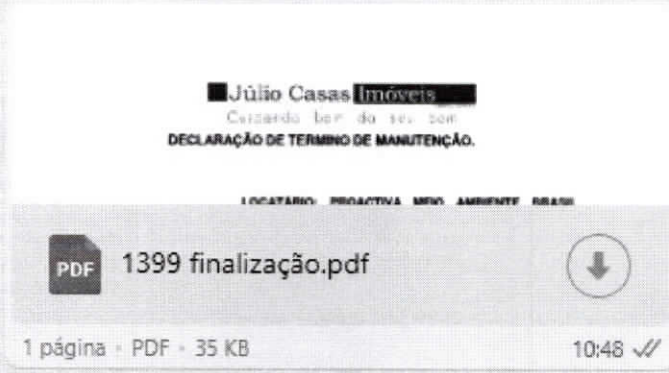 Júlio Casas Imóveis
Cuidando bem do seu bem
DECLARAÇÃO DE TERMINO DE MANUTENÇÃO.
LOCATÁRIO: PROACTIVA MEIO AMBIENTE BRASIL
PDF 1399 finalização.pdf
1 página · PDF · 35 KB 10:48